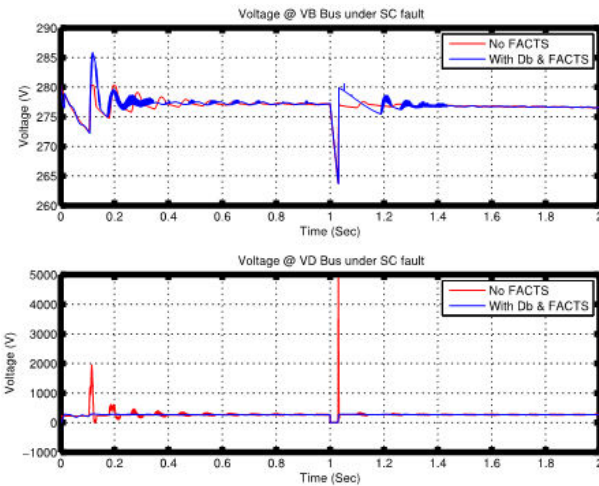 Voltage @ VB Bus under SC fault
290
285
280
275
270
265
260
Voltage (V)
No FACTS
With Db & FACTS
0 0.2 0.4 0.6 0.8 1 1.2 1.4 1.6 1.8 2
Time (Sec)
Voltage @ VD Bus under SC fault
5000
4000
3000
2000
1000
0
−1000
Voltage (V)
No FACTS
With Db & FACTS
0 0.2 0.4 0.6 0.8 1 1.2 1.4 1.6 1.8 2
Time (Sec)